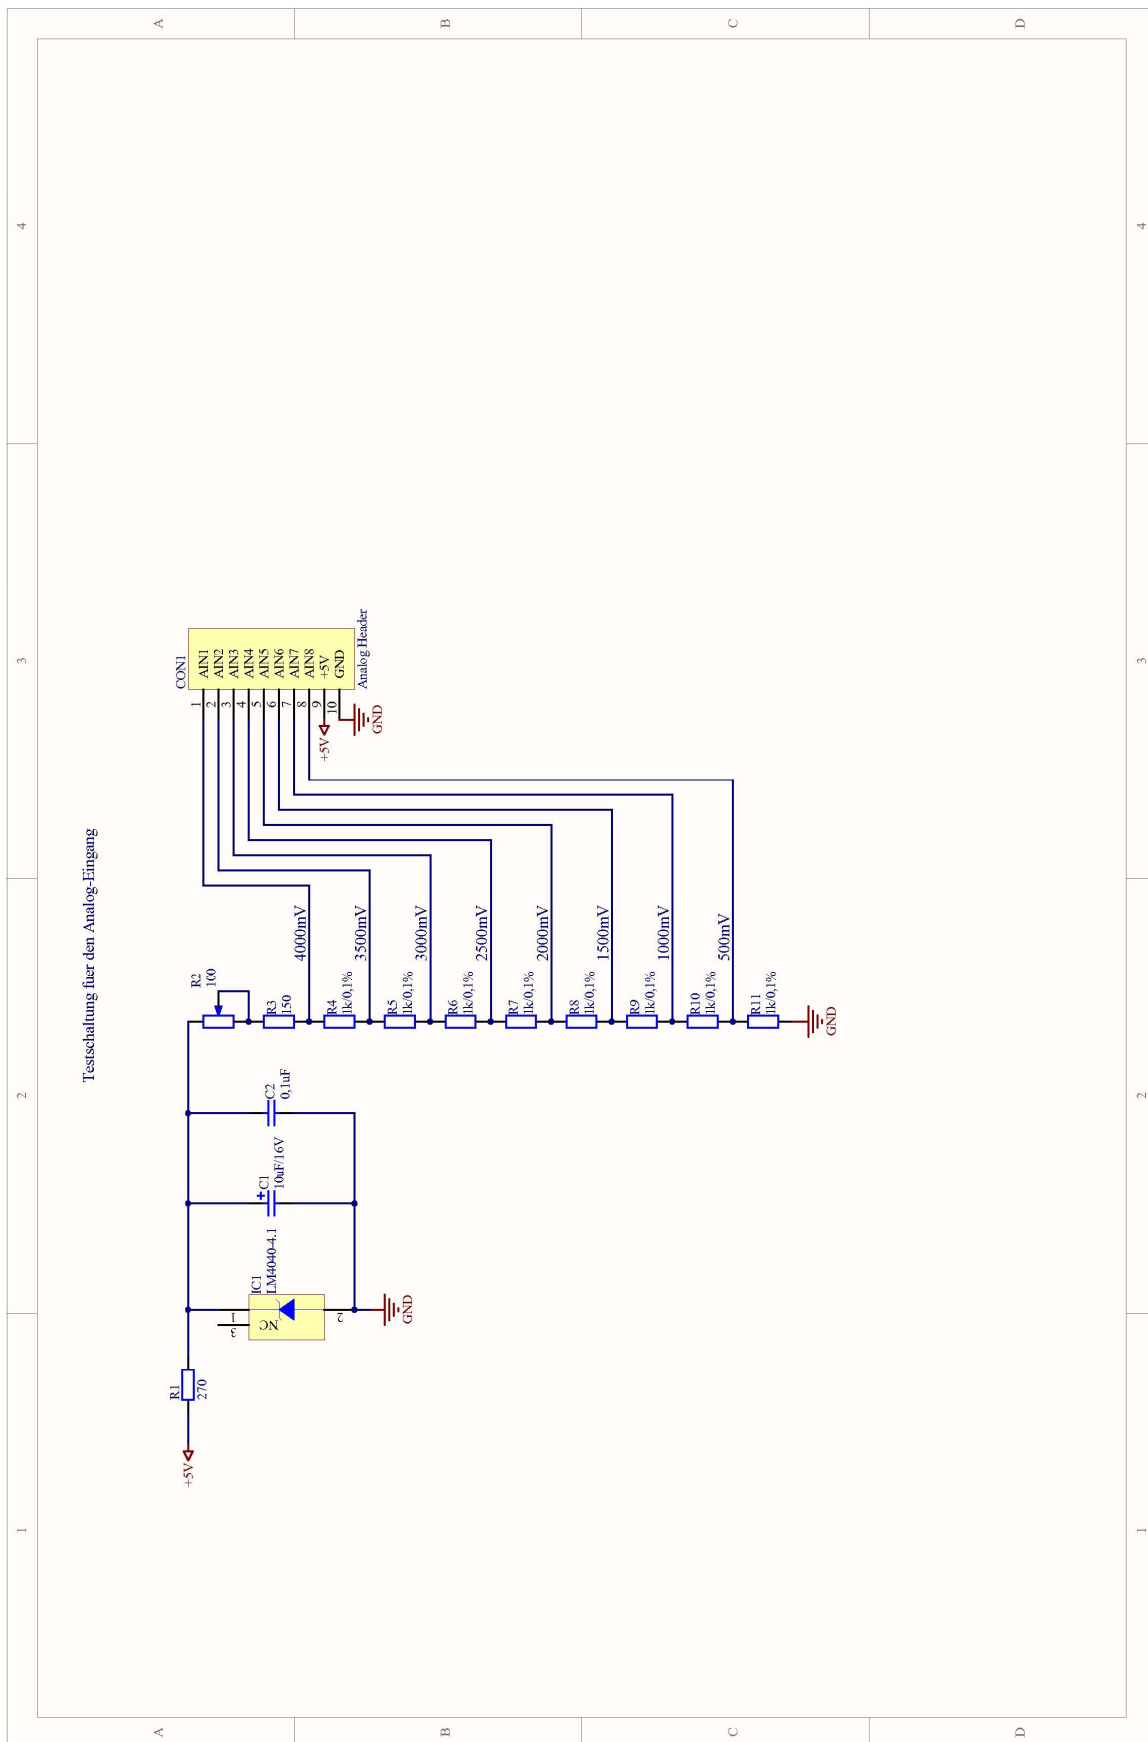 Testschaltung fuer den Analog-Eingang
+5V
R1
270
IC1
LM4040-4.1
1
3
NC
2
GND
C1
10uF/16V
+
C2
0,1uF
R2
100
R3
150
R4
1k/0,1%
R5
1k/0,1%
R6
1k/0,1%
R7
1k/0,1%
R8
1k/0,1%
R9
1k/0,1%
R10
1k/0,1%
R11
1k/0,1%
GND
4000mV
3500mV
3000mV
2500mV
2000mV
1500mV
1000mV
500mV
CON1
1 AIN1
2 AIN2
3 AIN3
4 AIN4
5 AIN5
6 AIN6
7 AIN7
8 AIN8
9 +5V
10 GND
Analog Header
+5V
GND
1
2
3
4
1
2
3
4
A
B
C
D
A
B
C
D